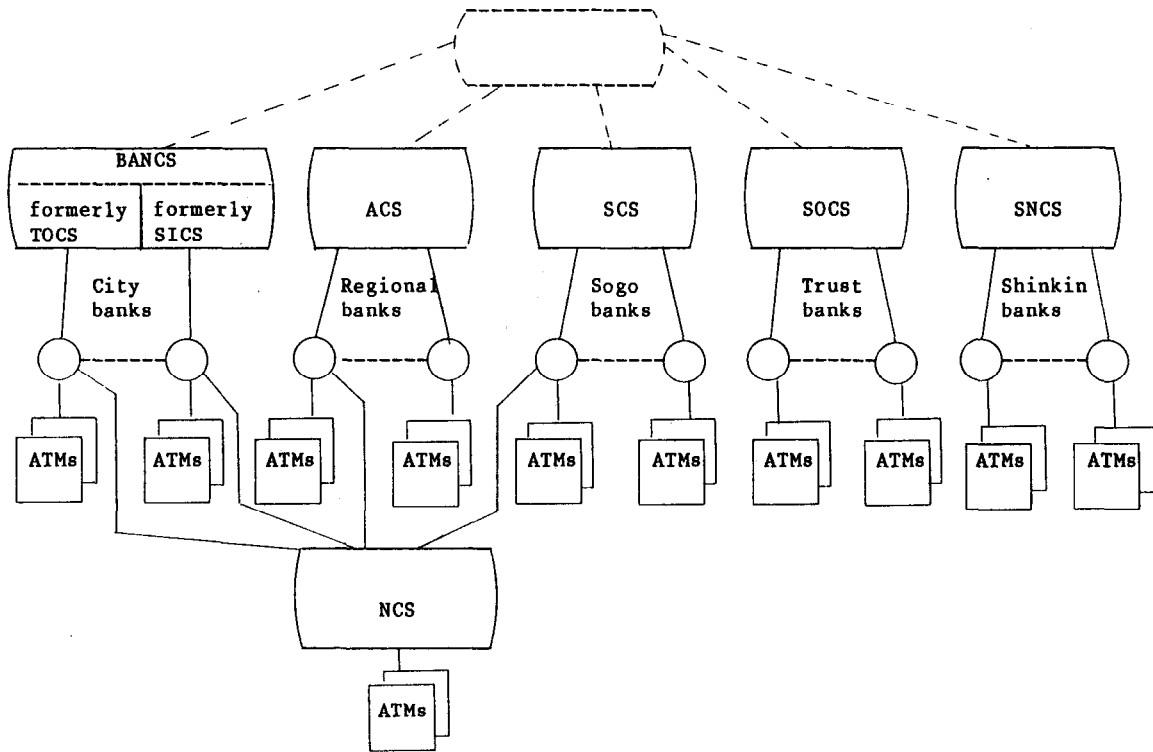 BANCS
formerly
TOCS
formerly
SICS
ACS
SCS
SOCS
SNCS
City
banks
Regional
banks
Sogo
banks
Trust
banks
Shinkin
banks
ATMs
ATMs
ATMs
ATMs
ATMs
ATMs
ATMs
ATMs
ATMs
ATMs
NCS
ATMs